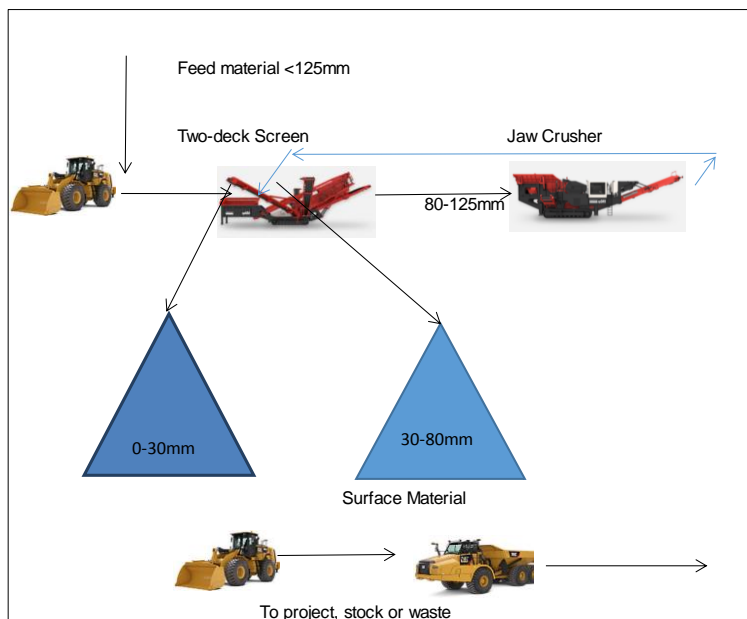 Feed material <125mm
Two-deck Screen
Jaw Crusher
80-125mm
0-30mm
30-80mm
Surface Material
To project, stock or waste